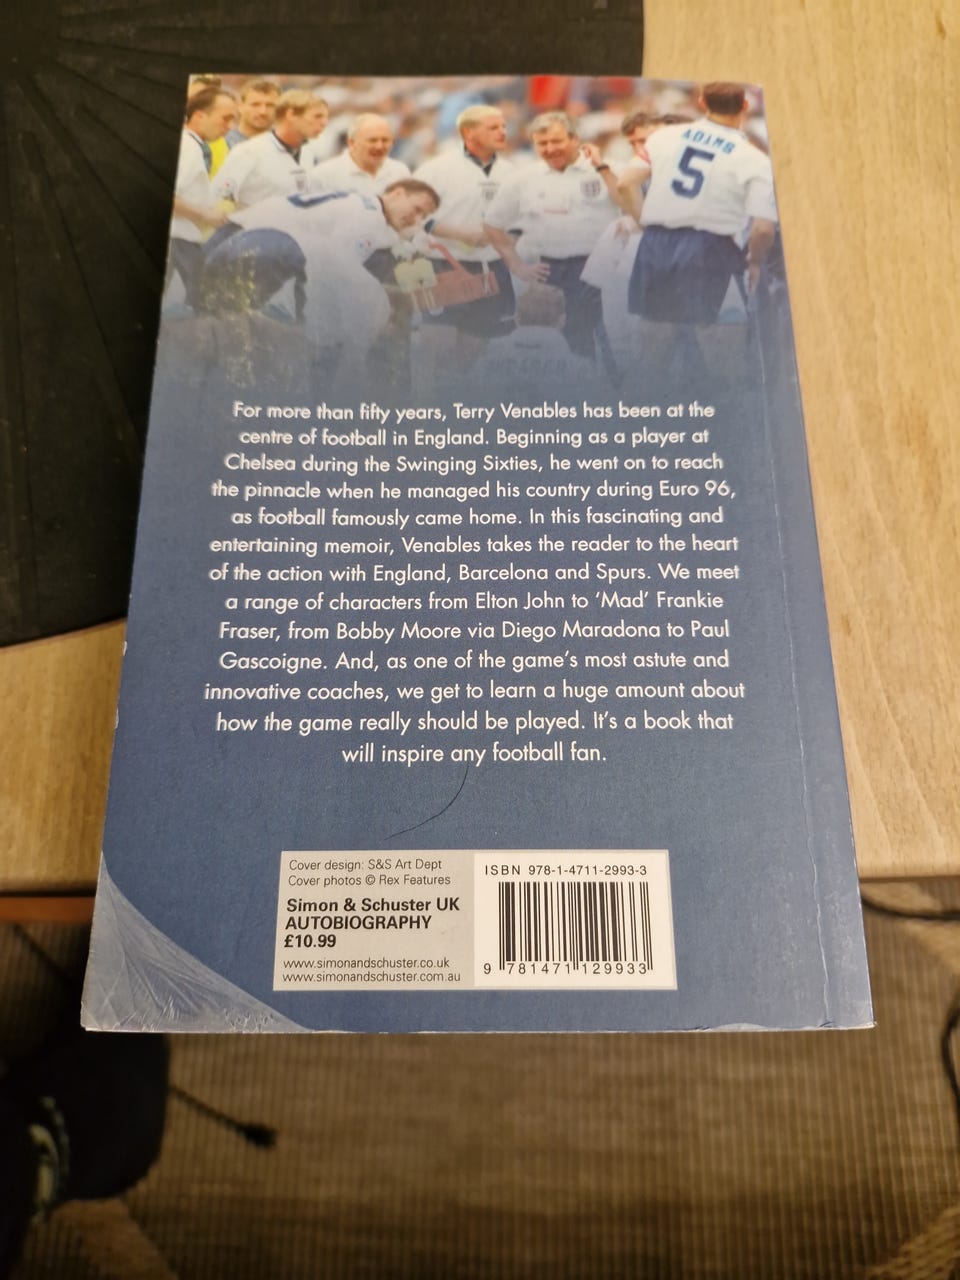 ADAMS
5
For more than fifty years, Terry Venables has been at the
centre of football in England. Beginning as a player at
Chelsea during the Swinging Sixties, he went on to reach
the pinnacle when he managed his country during Euro 96,
as football famously came home. In this fascinating and
entertaining memoir, Venables takes the reader to the heart
of the action with England, Barcelona and Spurs. We meet
a range of characters from Elton John to ‘Mad’ Frankie
Fraser, from Bobby Moore via Diego Maradona to Paul
Gascoigne. And, as one of the game’s most astute and
innovative coaches, we get to learn a huge amount about
how the game really should be played. It’s a book that
will inspire any football fan.
Cover design: S&S Art Dept
Cover photos © Rex Features
Simon & Schuster UK
AUTOBIOGRAPHY
£10.99
www.simonandschuster.co.uk
www.simonandschuster.com.au
ISBN 978-1-4711-2993-3
9 781471 129933